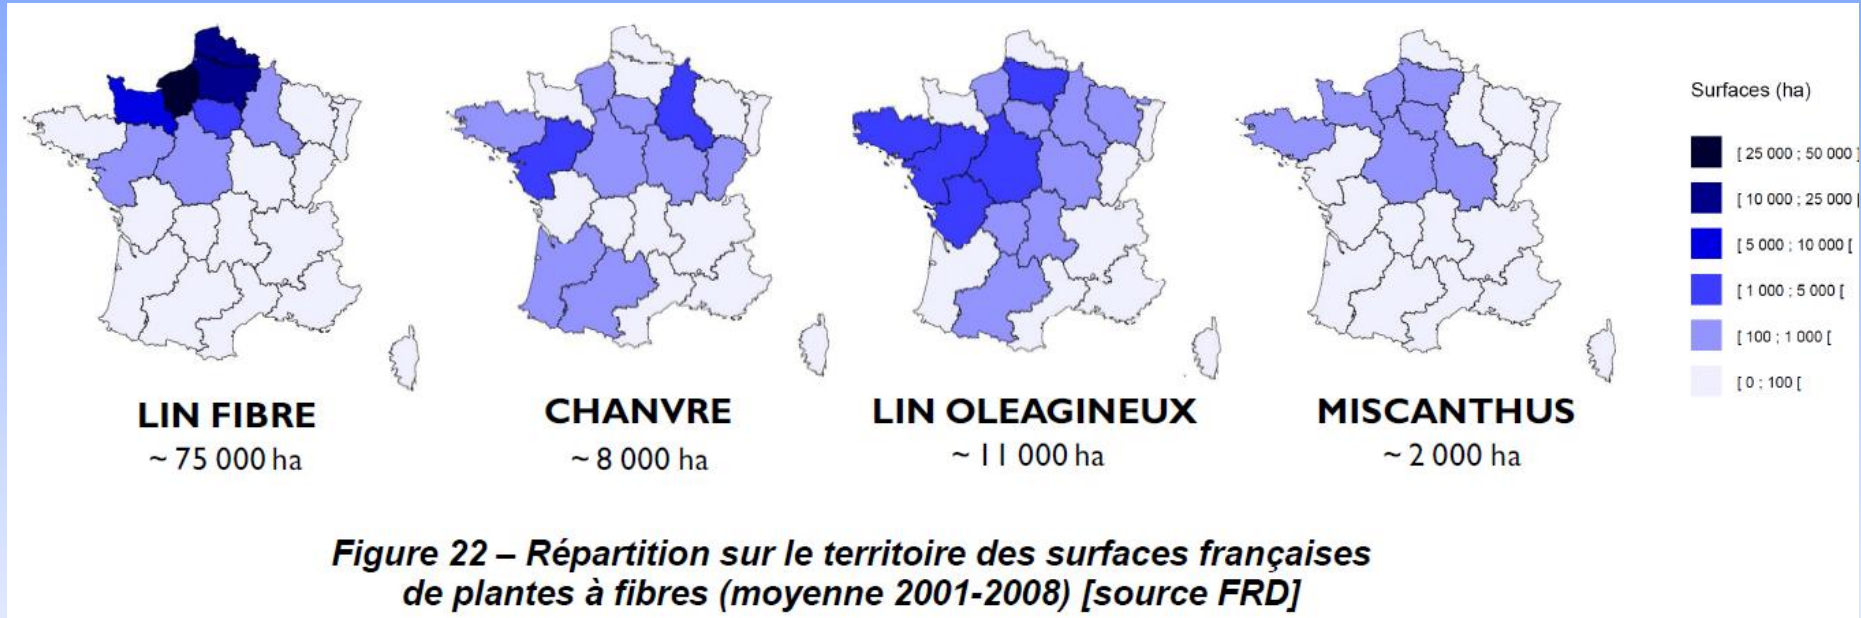 Surfaces (ha)
[ 25 000 ; 50 000 ]
[ 10 000 ; 25 000 [
[ 5 000 ; 10 000 [
[ 1 000 ; 5 000 [
[ 100 ; 1 000 [
[ 0 ; 100 [
LIN FIBRE
~ 75 000 ha
CHANVRE
~ 8 000 ha
LIN OLEAGINEUX
~ 11 000 ha
MISCANTHUS
~ 2 000 ha
Figure 22 – Répartition sur le territoire des surfaces françaises
de plantes à fibres (moyenne 2001-2008) [source FRD]